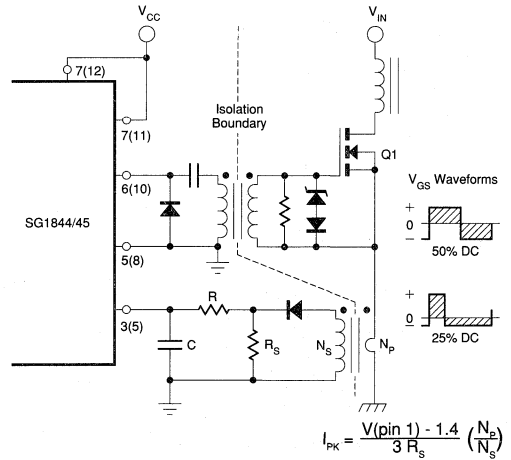 V_CC
V_IN
7(12)
7(11)
Isolation
Boundary
Q1
6(10)
V_GS Waveforms
SG1844/45
+
0
−
50% DC
5(8)
3(5)
R
+
0
−
25% DC
C
R_S
N_S
N_P
I_PK = V(pin 1) - 1.4 / 3 R_S (N_P / N_S)